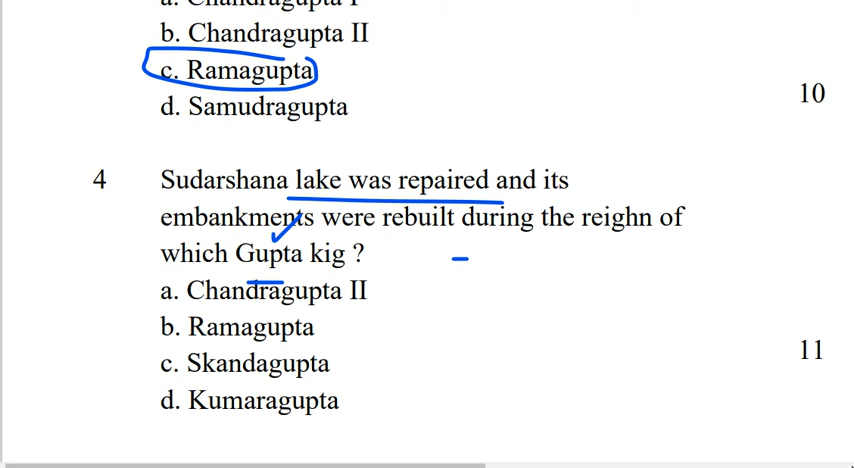 a. Chandragupta I
b. Chandragupta II
c. Ramagupta
d. Samudragupta
10
4 Sudarshana lake was repaired and its
embankments were rebuilt during the reighn of
which Gupta kig ?
a. Chandragupta II
b. Ramagupta
c. Skandagupta
11
d. Kumaragupta